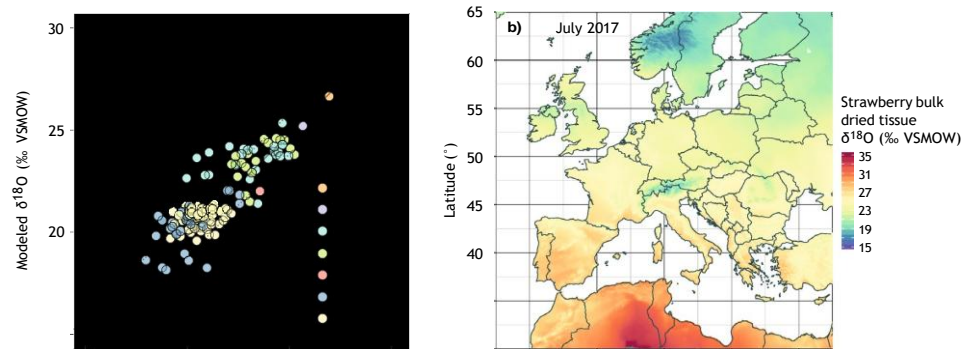 30
25
20
Modeled δ¹⁸O (‰ VSMOW)
b) July 2017
65
60
55
50
45
40
Latitude (°)
Strawberry bulk
dried tissue
δ¹⁸O (‰ VSMOW)
35
31
27
23
19
15